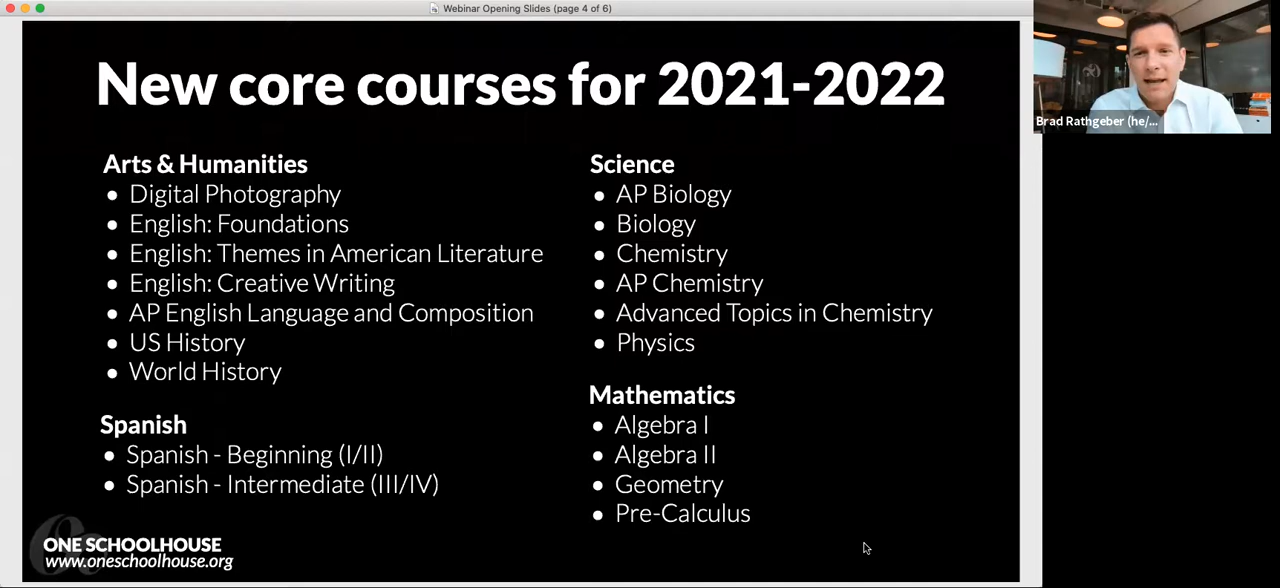 Webinar Opening Slides (page 4 of 6)
New core courses for 2021-2022
Arts & Humanities
• Digital Photography
• English: Foundations
• English: Themes in American Literature
• English: Creative Writing
• AP English Language and Composition
• US History
• World History
Spanish
• Spanish - Beginning (I/II)
• Spanish - Intermediate (III/IV)
Science
• AP Biology
• Biology
• Chemistry
• AP Chemistry
• Advanced Topics in Chemistry
• Physics
Mathematics
• Algebra I
• Algebra II
• Geometry
• Pre-Calculus
ONE SCHOOLHOUSE
www.oneschoolhouse.org
Brad Rathgeber (he/...